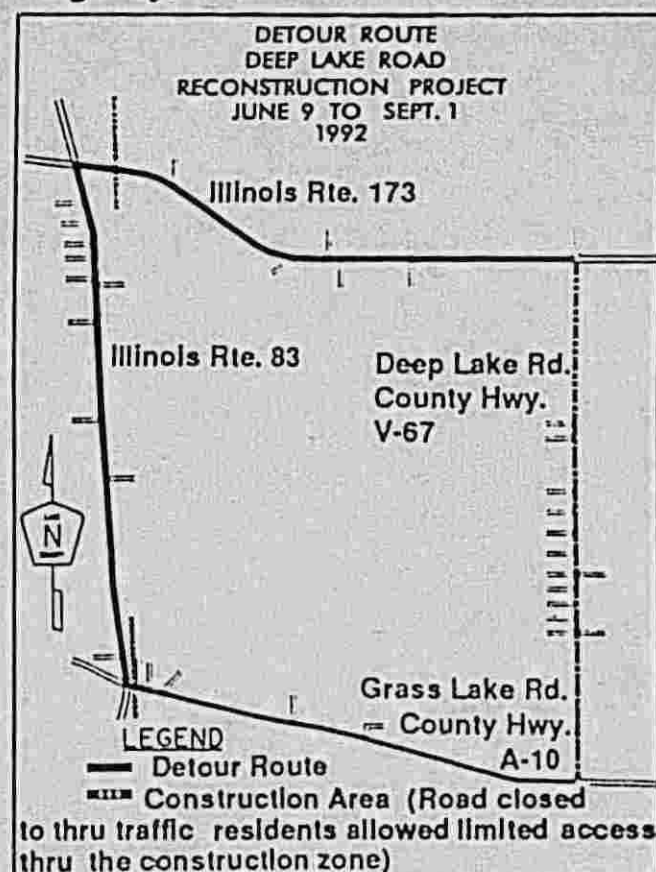 DETOUR ROUTE
DEEP LAKE ROAD
RECONSTRUCTION PROJECT
JUNE 9 TO SEPT. 1
1992
Illinois Rte. 173
Illinois Rte. 83
Deep Lake Rd.
County Hwy.
V-67
N
Grass Lake Rd.
County Hwy.
A-10
LEGEND
Detour Route
Construction Area (Road closed
to thru traffic residents allowed limited access
thru the construction zone)